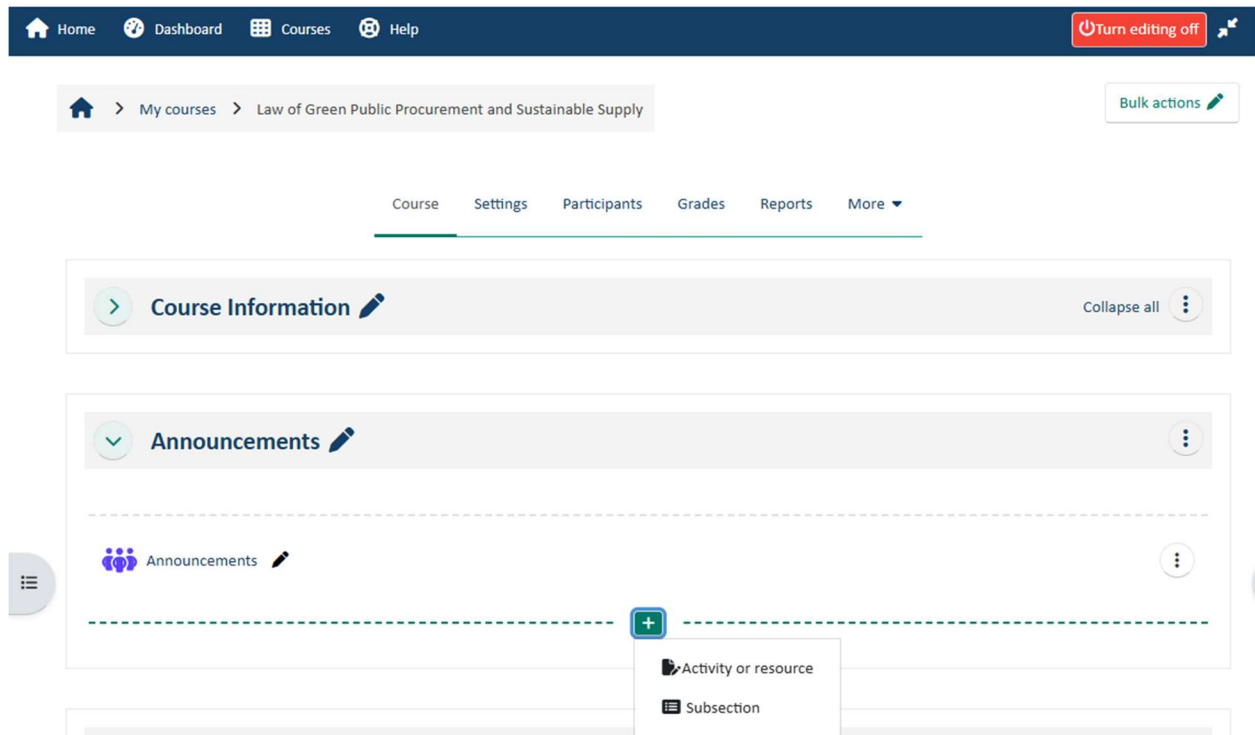 Home Dashboard Courses Help Turn editing off
My courses > Law of Green Public Procurement and Sustainable Supply
Bulk actions
Course Settings Participants Grades Reports More
Course Information
Collapse all
Announcements
Announcements
+
Activity or resource
Subsection